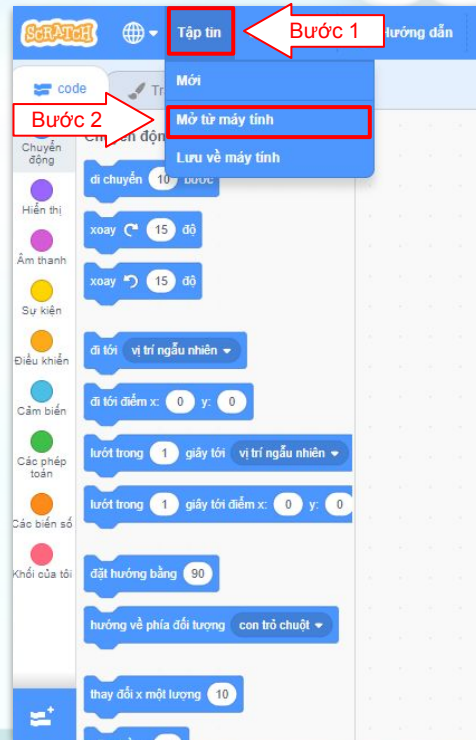 SCRATCH
Tập tin
Bước 1
Hướng dẫn
code
Tr
Mới
Bước 2
Mở từ máy tính
Chuyển động
Lưu về máy tính
Chuyển
động
di chuyển 10 bước
Hiển thị
xoay 15 độ
Âm thanh
xoay 15 độ
Sự kiện
Điều khiển
đi tới vị trí ngẫu nhiên
Cảm biến
đi tới điểm x: 0 y: 0
Các phép
toán
lướt trong 1 giây tới vị trí ngẫu nhiên
Các biến số
lướt trong 1 giây tới điểm x: 0 y: 0
Khối của tôi
đặt hướng bằng 90
hướng về phía đối tượng con trỏ chuột
thay đổi x một lượng 10